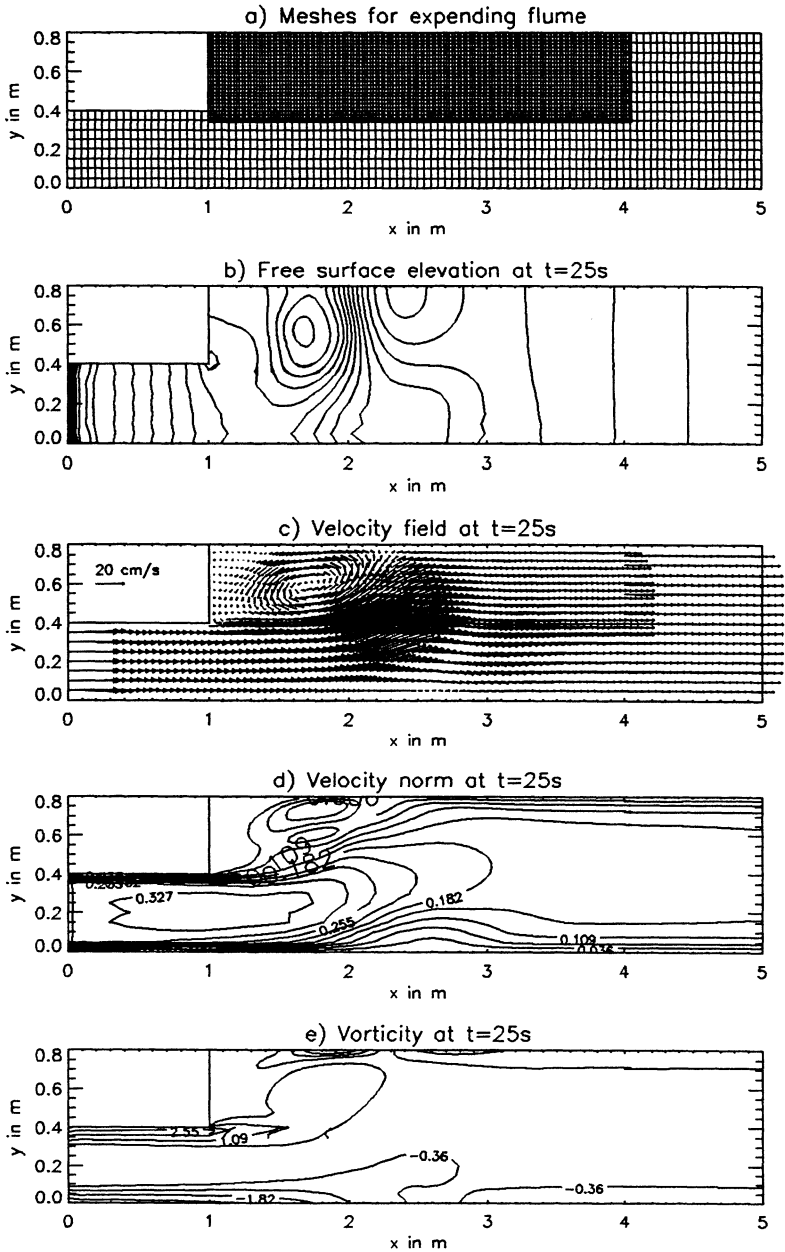 a) Meshes for expending flume
0.8
0.6
0.4
0.2
0.0
y in m
0 1 2 3 4 5
x in m
b) Free surface elevation at t=25s
0.8
0.6
0.4
0.2
0.0
y in m
0 1 2 3 4 5
x in m
c) Velocity field at t=25s
0.8
0.6
0.4
0.2
0.0
y in m
20 cm/s
0 1 2 3 4 5
x in m
d) Velocity norm at t=25s
0.8
0.6
0.4
0.2
0.0
y in m
0.327
0.255
0.182
0.109
0.036
0 1 2 3 4 5
x in m
e) Vorticity at t=25s
0.8
0.6
0.4
0.2
0.0
y in m
2.55
1.09
-0.36
-0.36
-1.82
0 1 2 3 4 5
x in m